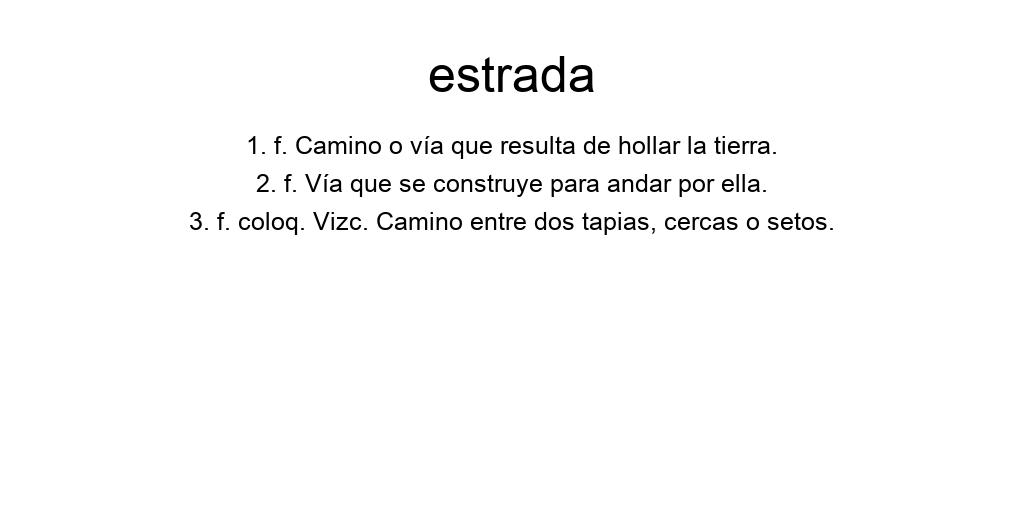 estrada
1. f. Camino o vía que resulta de hollar la tierra.
2. f. Vía que se construye para andar por ella.
3. f. coloq. Vizc. Camino entre dos tapias, cercas o setos.